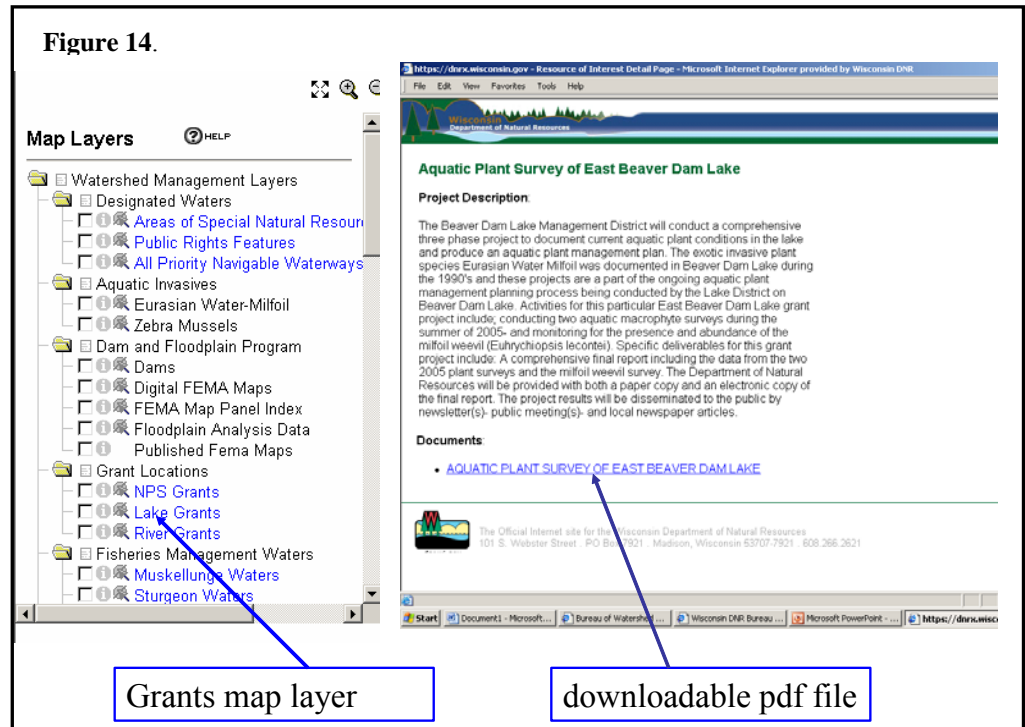 Figure 14.
Map Layers
HELP
Watershed Management Layers
Designated Waters
Areas of Special Natural Resour
Public Rights Features
All Priority Navigable Waterways
Aquatic Invasives
Eurasian Water-Milfoil
Zebra Mussels
Dam and Floodplain Program
Dams
Digital FEMA Maps
FEMA Map Panel Index
Floodplain Analysis Data
Published Fema Maps
Grant Locations
NPS Grants
Lake Grants
River Grants
Fisheries Management Waters
Muskellunge Waters
Sturgeon Waters
Grants map layer
https://dnrx.wisconsin.gov - Resource of Interest Detail Page - Microsoft Internet Explorer provided by Wisconsin DNR
File Edit View Favorites Tools Help
Wisconsin
Department of Natural Resources
Aquatic Plant Survey of East Beaver Dam Lake
Project Description:
The Beaver Dam Lake Management District will conduct a comprehensive
three phase project to document current aquatic plant conditions in the lake
and produce an aquatic plant management plan. The exotic invasive plant
species Eurasian Water Milfoil was documented in Beaver Dam Lake during
the 1990's and these projects are a part of the ongoing aquatic plant
management planning process being conducted by the Lake District on
Beaver Dam Lake. Activities for this particular East Beaver Dam Lake grant
project include; conducting two aquatic macrophyte surveys during the
summer of 2005- and monitoring for the presence and abundance of the
milfoil weevil (Euhrychiopsis lecontei). Specific deliverables for this grant
project include: A comprehensive final report including the data from the two
2005 plant surveys and the milfoil weevil survey. The Department of Natural
Resources will be provided with both a paper copy and an electronic copy of
the final report. The project results will be disseminated to the public by
newsletter(s)- public meeting(s)- and local newspaper articles.
Documents:
• AQUATIC PLANT SURVEY OF EAST BEAVER DAM LAKE
The Official Internet site for the Wisconsin Department of Natural Resources
101 S. Webster Street . PO Box 7921 . Madison, Wisconsin 53707-7921 . 608.266.2621
Start Document1 - Microsoft... Bureau of Watershed ... Wisconsin DNR Bureau ... Microsoft PowerPoint - ... https://dnrx.wisc
downloadable pdf file